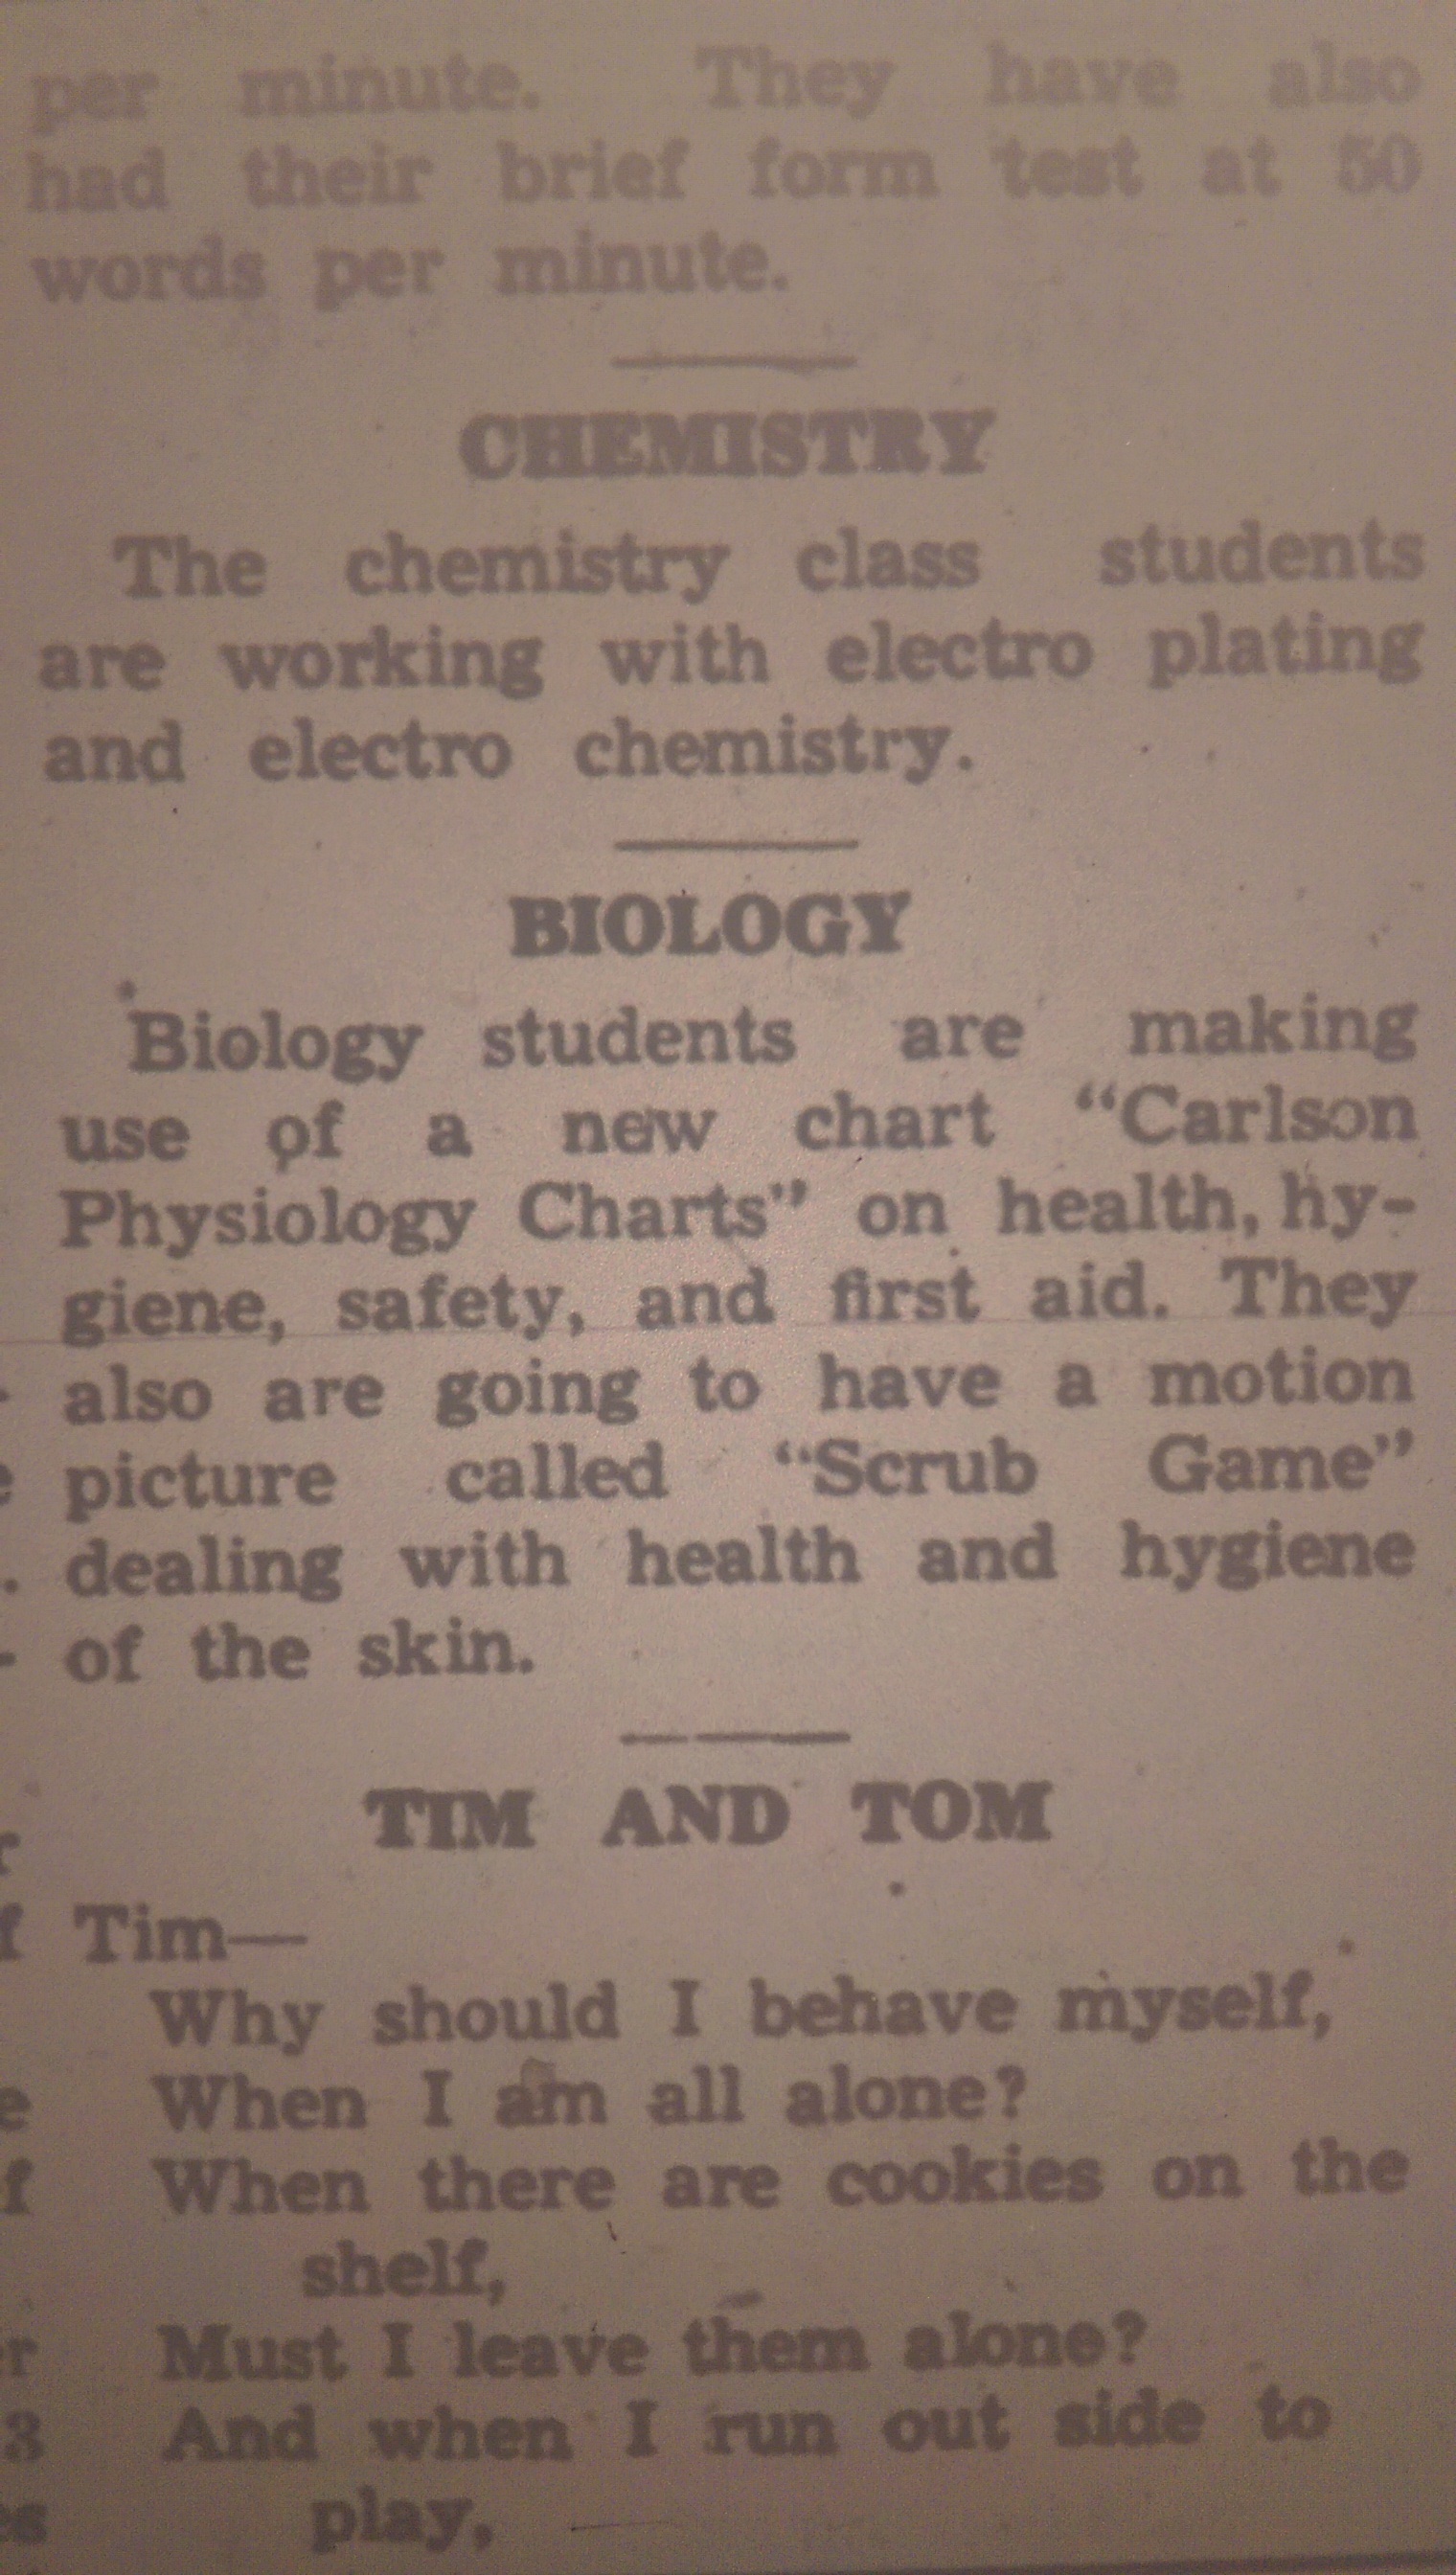 per minute. They have also
had their brief form test at 50
words per minute.
CHEMISTRY
The chemistry class students
are working with electro plating
and electro chemistry.
BIOLOGY
Biology students are making
use of a new chart “Carlson
Physiology Charts” on health, hy-
giene, safety, and first aid. They
also are going to have a motion
picture called “Scrub Game”
dealing with health and hygiene
of the skin.
TIM AND TOM
Tim—
Why should I behave myself,
When I am all alone?
When there are cookies on the
shelf,
Must I leave them alone?
And when I run out side to
play,